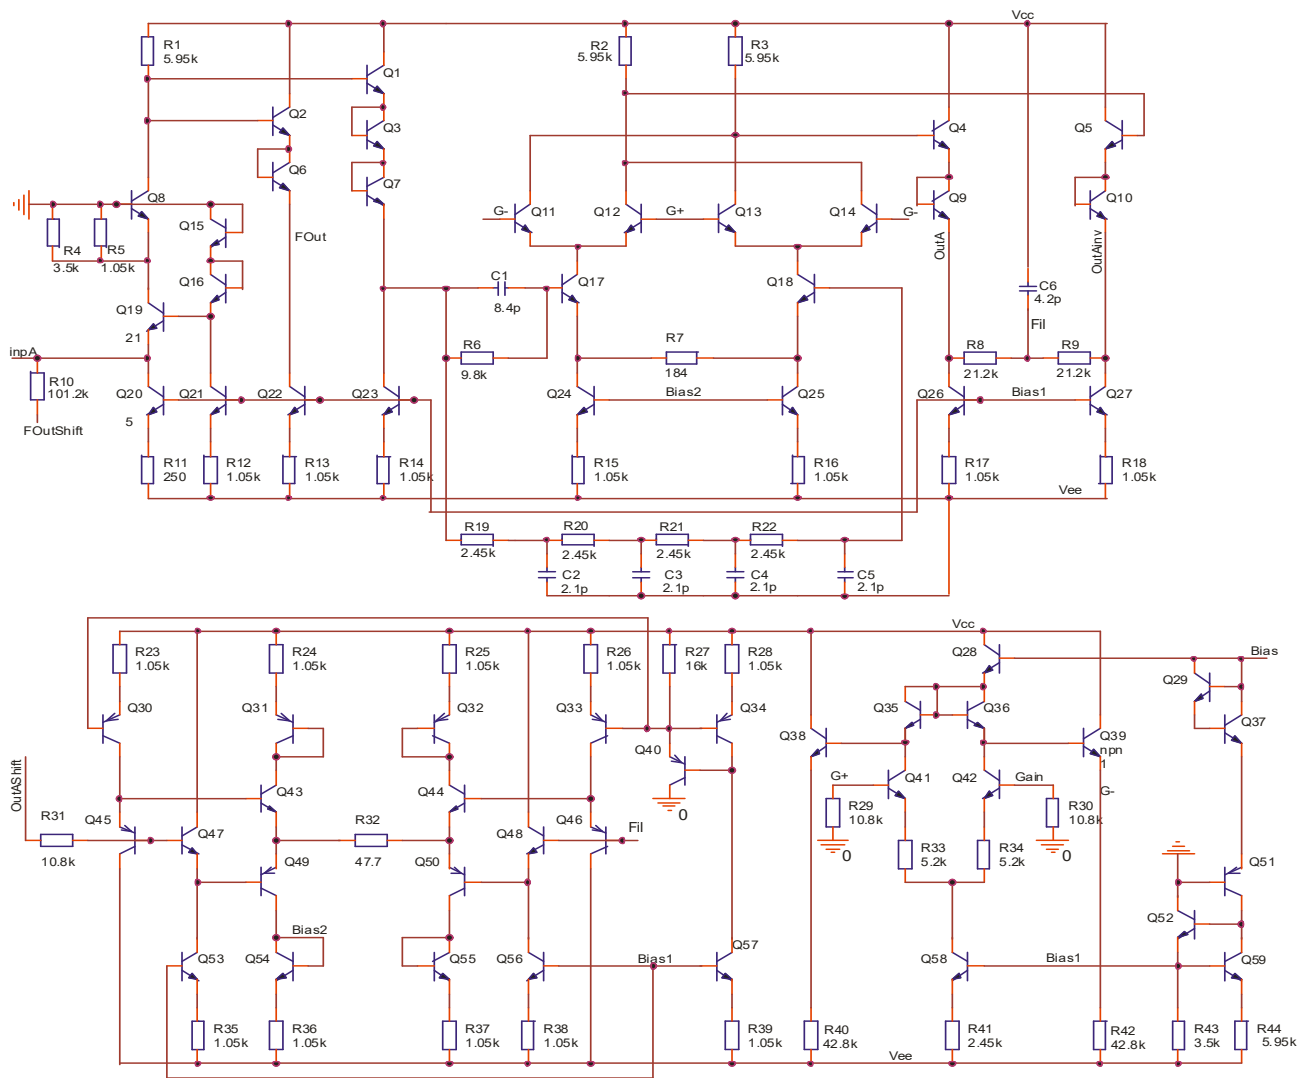 Vcc
R1
5.95k
R2
5.95k
R3
5.95k
Q1
Q2
Q3
Q4
Q5
Q6
Q7
Q8
Q9
Q10
Q11
Q12
Q13
Q14
G-
G+
G-
Q15
R4
3.5k
R5
1.05k
FOut
OutA
OutAinv
Q16
C1
8.4p
Q17
Q18
C6
4.2p
Fil
Q19
21
inpA
R10
101.2k
FOutShift
R6
9.8k
R7
184
R8
21.2k
R9
21.2k
Q20
5
Q21
Q22
Q23
Q24
Bias2
Q25
Q26
Bias1
Q27
R11
250
R12
1.05k
R13
1.05k
R14
1.05k
R15
1.05k
R16
1.05k
R17
1.05k
R18
1.05k
Vee
R19
2.45k
R20
2.45k
R21
2.45k
R22
2.45k
C2
2.1p
C3
2.1p
C4
2.1p
C5
2.1p
Vcc
R23
1.05k
R24
1.05k
R25
1.05k
R26
1.05k
R27
16k
R28
1.05k
Q28
Bias
Q29
Q30
Q31
Q32
Q33
Q34
Q35
Q36
Q37
Q38
Q39
npn
1
G-
Q40
0
OutAShift
Q41
Q42
G+
Gain
R29
10.8k
0
R30
10.8k
0
R31
10.8k
Q45
Q47
Q43
R32
47.7
Q44
Q48
Q46
Fil
Q49
Q50
R33
5.2k
R34
5.2k
Q51
Q52
Q53
Q54
Bias2
Q55
Q56
Bias1
Q57
Q58
Bias1
Q59
R35
1.05k
R36
1.05k
R37
1.05k
R38
1.05k
R39
1.05k
R40
42.8k
R41
2.45k
R42
42.8k
R43
3.5k
R44
5.95k
Vee